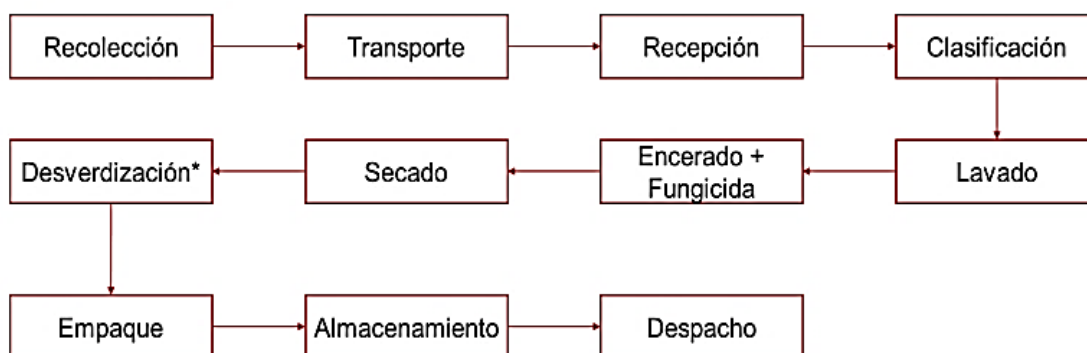 Recolección
Transporte
Recepción
Clasificación
Lavado
Encerado +
Fungicida
Secado
Desverdización*
Empaque
Almacenamiento
Despacho